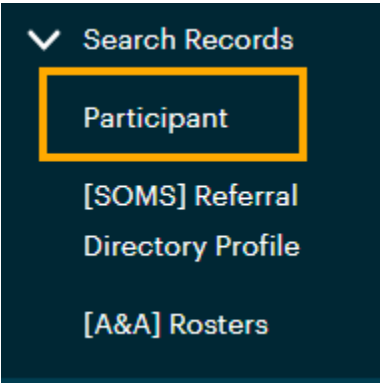 Search Records
Participant
[SOMS] Referral
Directory Profile
[A&A] Rosters